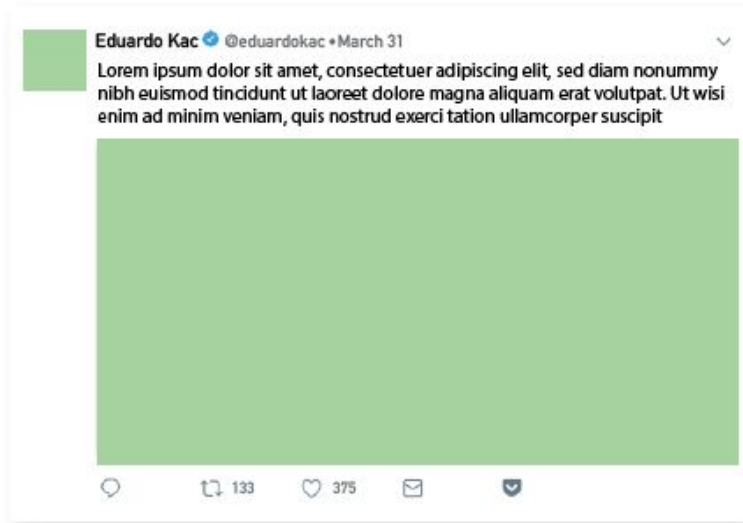 Eduardo Kac @eduardokac •March 31
Lorem ipsum dolor sit amet, consectetuer adipiscing elit, sed diam nonummy
nibh euismod tincidunt ut laoreet dolore magna aliquam erat volutpat. Ut wisi
enim ad minim veniam, quis nostrud exerci tation ullamcorper suscipit
133 375